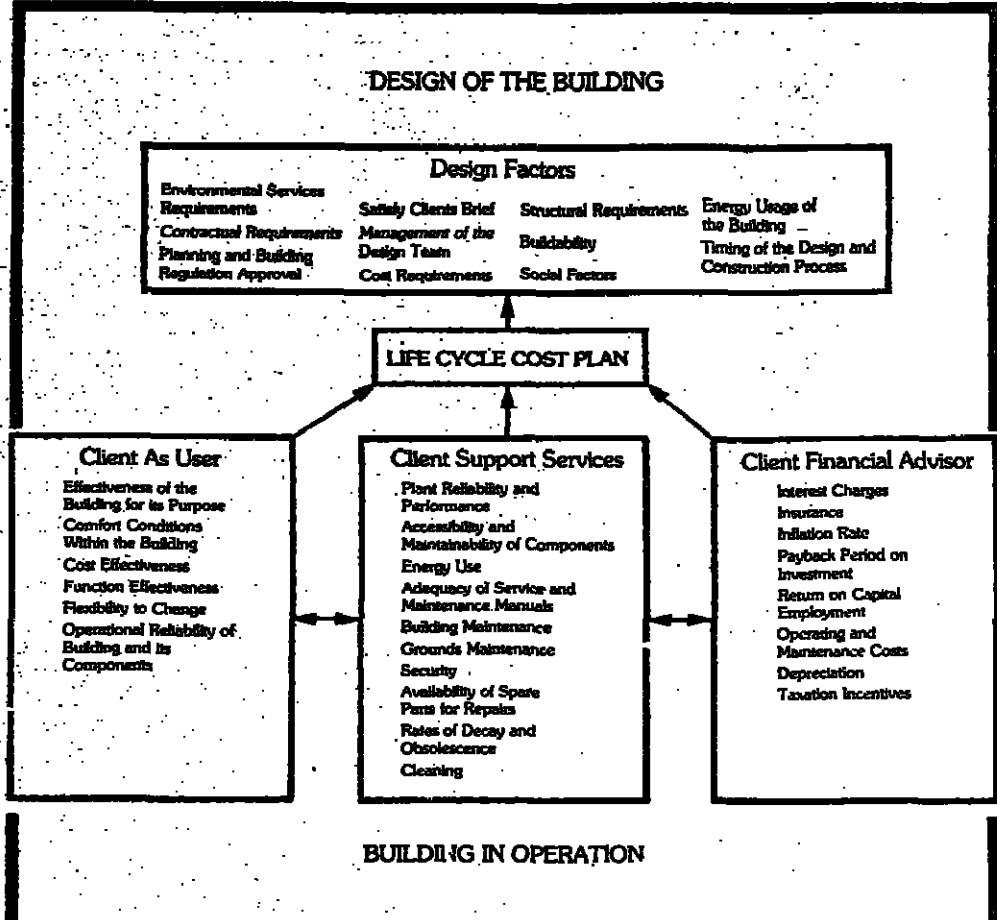 DESIGN OF THE BUILDING
Design Factors
Environmental Services
Requirements
Contractual Requirements
Planning and Building
Regulation Approval
Satisfy Clients Brief
Management of the
Design Team
Cost Requirements
Structural Requirements
Buildability
Social Factors
Energy Usage of
the Building
Timing of the Design and
Construction Process
LIFE CYCLE COST PLAN
Client As User
Effectiveness of the
Building for its Purpose
Comfort Conditions
Within the Building
Cost Effectiveness
Function Effectiveness
Flexibility to Change
Operational Reliability of
Building and its
Components
Client Support Services
Plant Reliability and
Performance
Accessibility and
Maintainability of Components
Energy Use
Adequacy of Service and
Maintenance Manuals
Building Maintenance
Grounds Maintenance
Security
Availability of Spare
Parts for Repairs
Rates of Decay and
Obsolescence
Cleaning
Client Financial Advisor
Interest Charges
Insurance
Inflation Rate
Payback Period on
Investment
Return on Capital
Employment
Operating and
Maintenance Costs
Depreciation
Taxation Incentives
BUILDING IN OPERATION